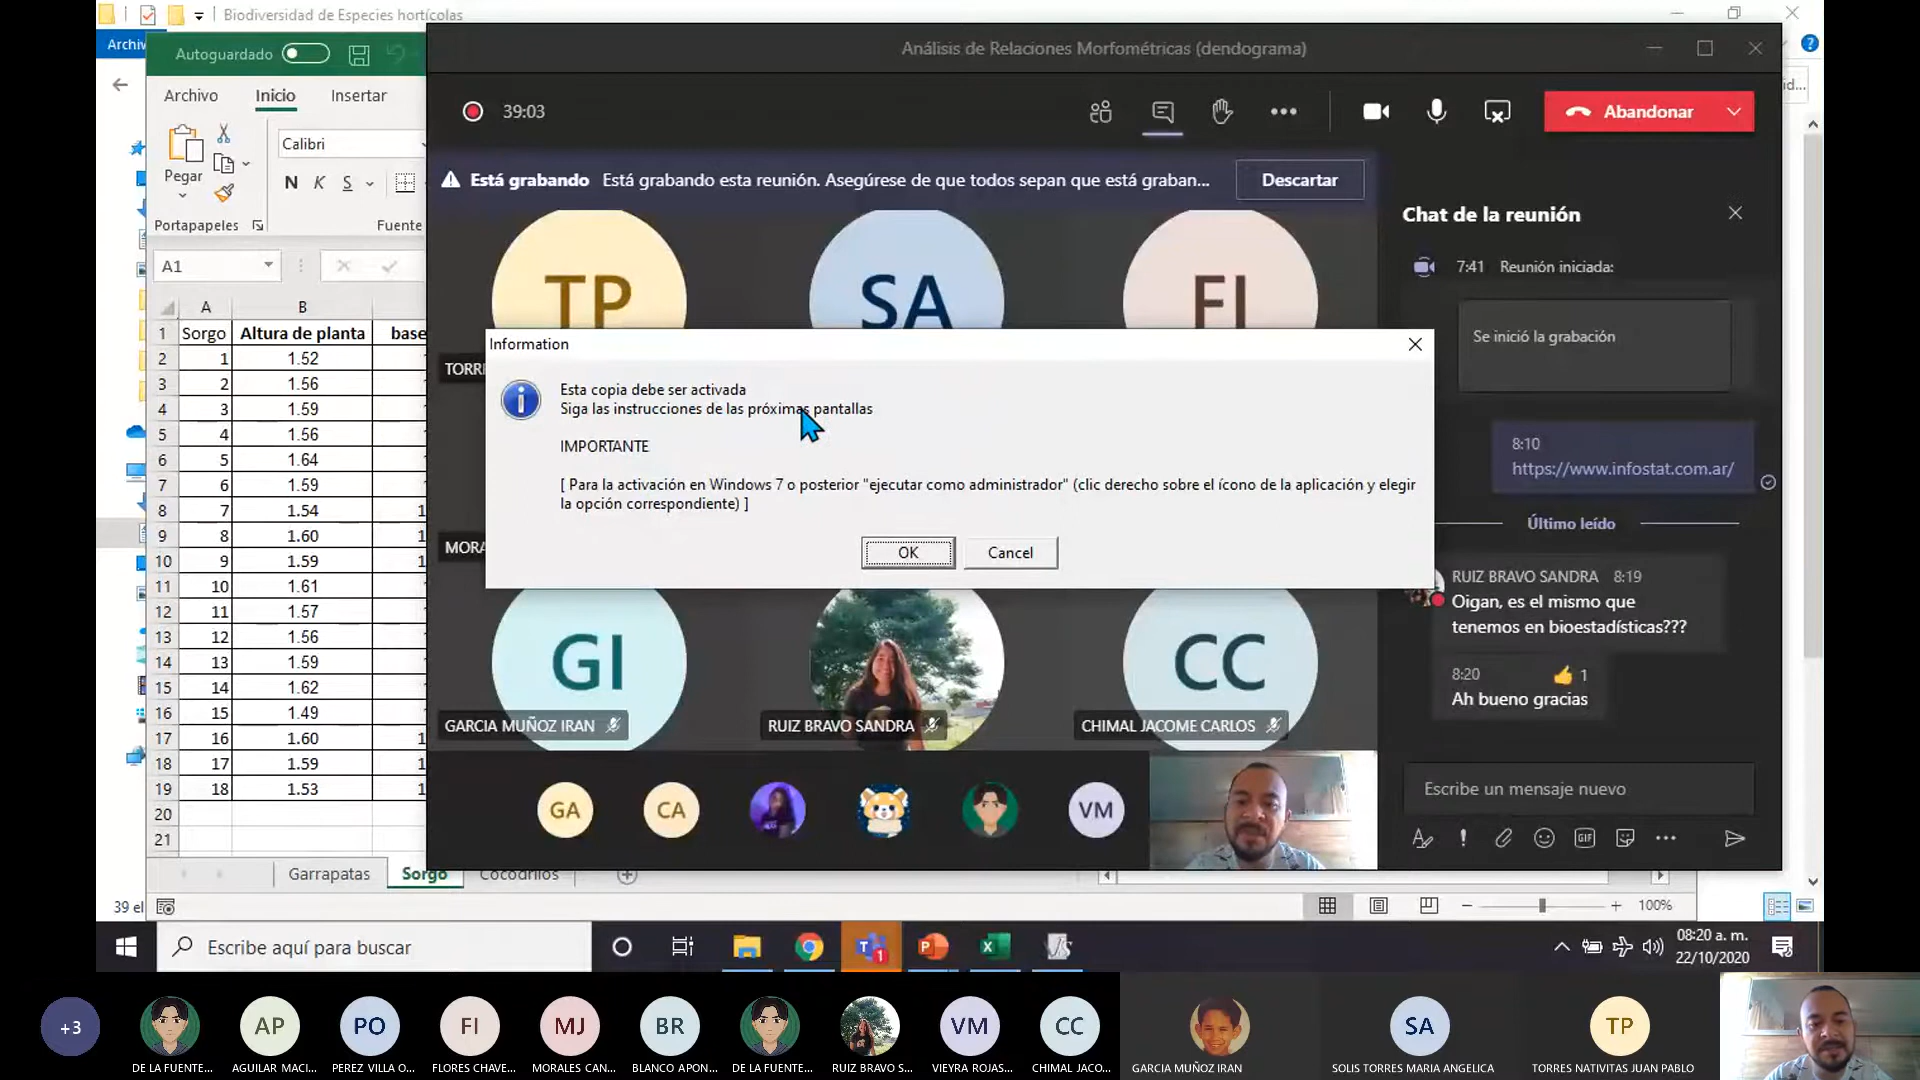 Biodiversidad de Especies hortícolas
Archiv
Autoguardado
Archivo
Inicio
Insertar
Pegar
Calibri
N K S
Portapapeles
Fuente
A1
A B
1 Sorgo Altura de planta base
2 1 1.52
3 2 1.56
4 3 1.59
5 4 1.56
6 5 1.64
7 6 1.59
8 7 1.54 1
9 8 1.60 1
10 9 1.59 1
11 10 1.61
12 11 1.57
13 12 1.56
14 13 1.59
15 14 1.62
16 15 1.49
17 16 1.60 1
18 17 1.59 1
19 18 1.53 1
20
21
Garrapatas
Sorgo
Cocodrilos
39 el
100%
Análisis de Relaciones Morfométricas (dendograma)
39:03
Abandonar
Está grabando Está grabando esta reunión. Asegúrese de que todos sepan que está graban...
Descartar
TP
SA
FI
TORR
MORA
Information
Esta copia debe ser activada
Siga las instrucciones de las próximas pantallas
IMPORTANTE
[ Para la activación en Windows 7 o posterior "ejecutar como administrador" (clic derecho sobre el ícono de la aplicación y elegir
la opción correspondiente) ]
OK
Cancel
GI
CC
GARCIA MUÑOZ IRAN
RUIZ BRAVO SANDRA
CHIMAL JACOME CARLOS
GA
CA
VM
Chat de la reunión
7:41 Reunión iniciada:
Se inició la grabación
8:10
https://www.infostat.com.ar/
Último leído
RUIZ BRAVO SANDRA 8:19
Oigan, es el mismo que
tenemos en bioestadísticas???
8:20 1
Ah bueno gracias
Escribe un mensaje nuevo
GIF
id...
Escribe aquí para buscar
08:20 a. m.
22/10/2020
+3
AP
PO
FI
MJ
BR
VM
CC
SA
TP
DE LA FUENTE...
AGUILAR MACI...
PEREZ VILLA O...
FLORES CHAVE...
MORALES CAN...
BLANCO APON...
DE LA FUENTE...
RUIZ BRAVO S...
VIEYRA ROJAS...
CHIMAL JACO...
GARCIA MUÑOZ IRAN
SOLIS TORRES MARIA ANGELICA
TORRES NATIVITAS JUAN PABLO